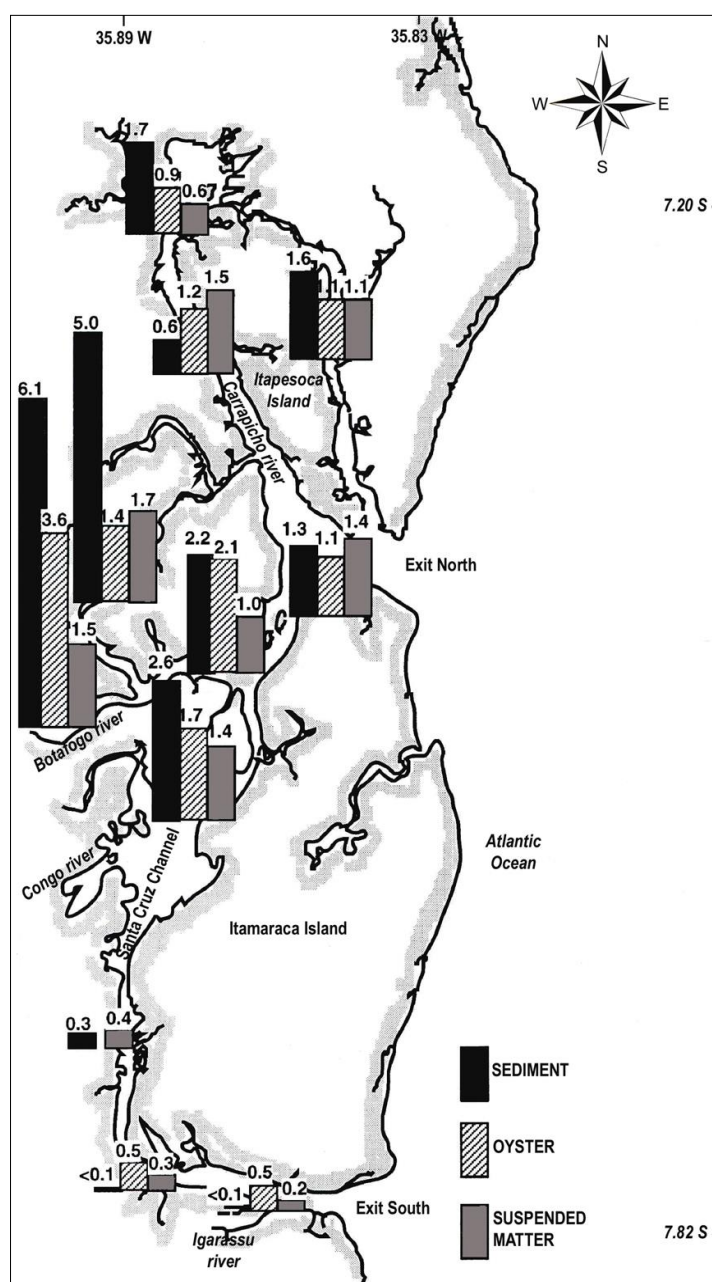 35.89 W
35.83 W
N
W
E
S
1.7
0.9
0.67
7.20 S
1.6
1.1
1.1
1.5
1.2
0.6
5.0
Itapesoca
Island
6.1
Carrapicho river
3.6
1.4
1.7
2.2
2.1
1.3
1.1
1.4
Exit North
1.5
1.0
2.6
1.7
1.4
Botafogo river
Atlantic
Ocean
Congo river
Santa Cruz Channel
Itamaraca Island
0.3
0.4
SEDIMENT
OYSTER
<0.1
0.5
0.3
<0.1
0.5
0.2
Exit South
SUSPENDED
MATTER
Igarassu
river
7.82 S